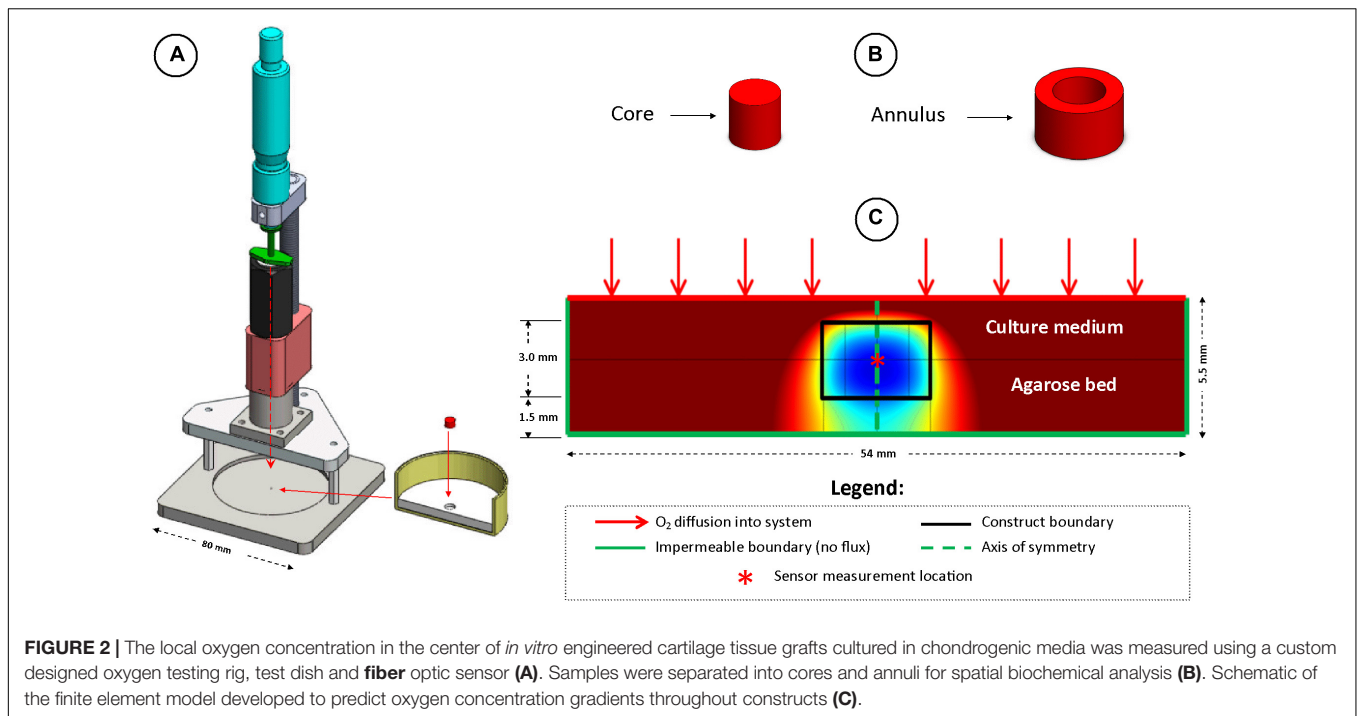 A
B
Core
Annulus
C
Culture medium
Agarose bed
3.0 mm
1.5 mm
5.5 mm
54 mm
80 mm
Legend:
O₂ diffusion into system
Construct boundary
Impermeable boundary (no flux)
Axis of symmetry
* Sensor measurement location
FIGURE 2 | The local oxygen concentration in the center of in vitro engineered cartilage tissue grafts cultured in chondrogenic media was measured using a custom
designed oxygen testing rig, test dish and fiber optic sensor (A). Samples were separated into cores and annuli for spatial biochemical analysis (B). Schematic of
the finite element model developed to predict oxygen concentration gradients throughout constructs (C).